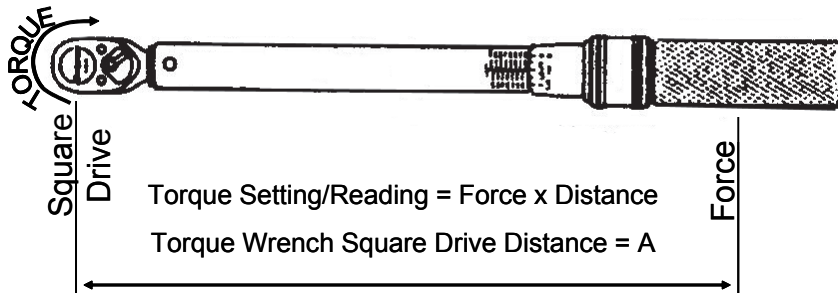 TORQUE
Square
Drive
Force
Torque Setting/Reading = Force x Distance
Torque Wrench Square Drive Distance = A